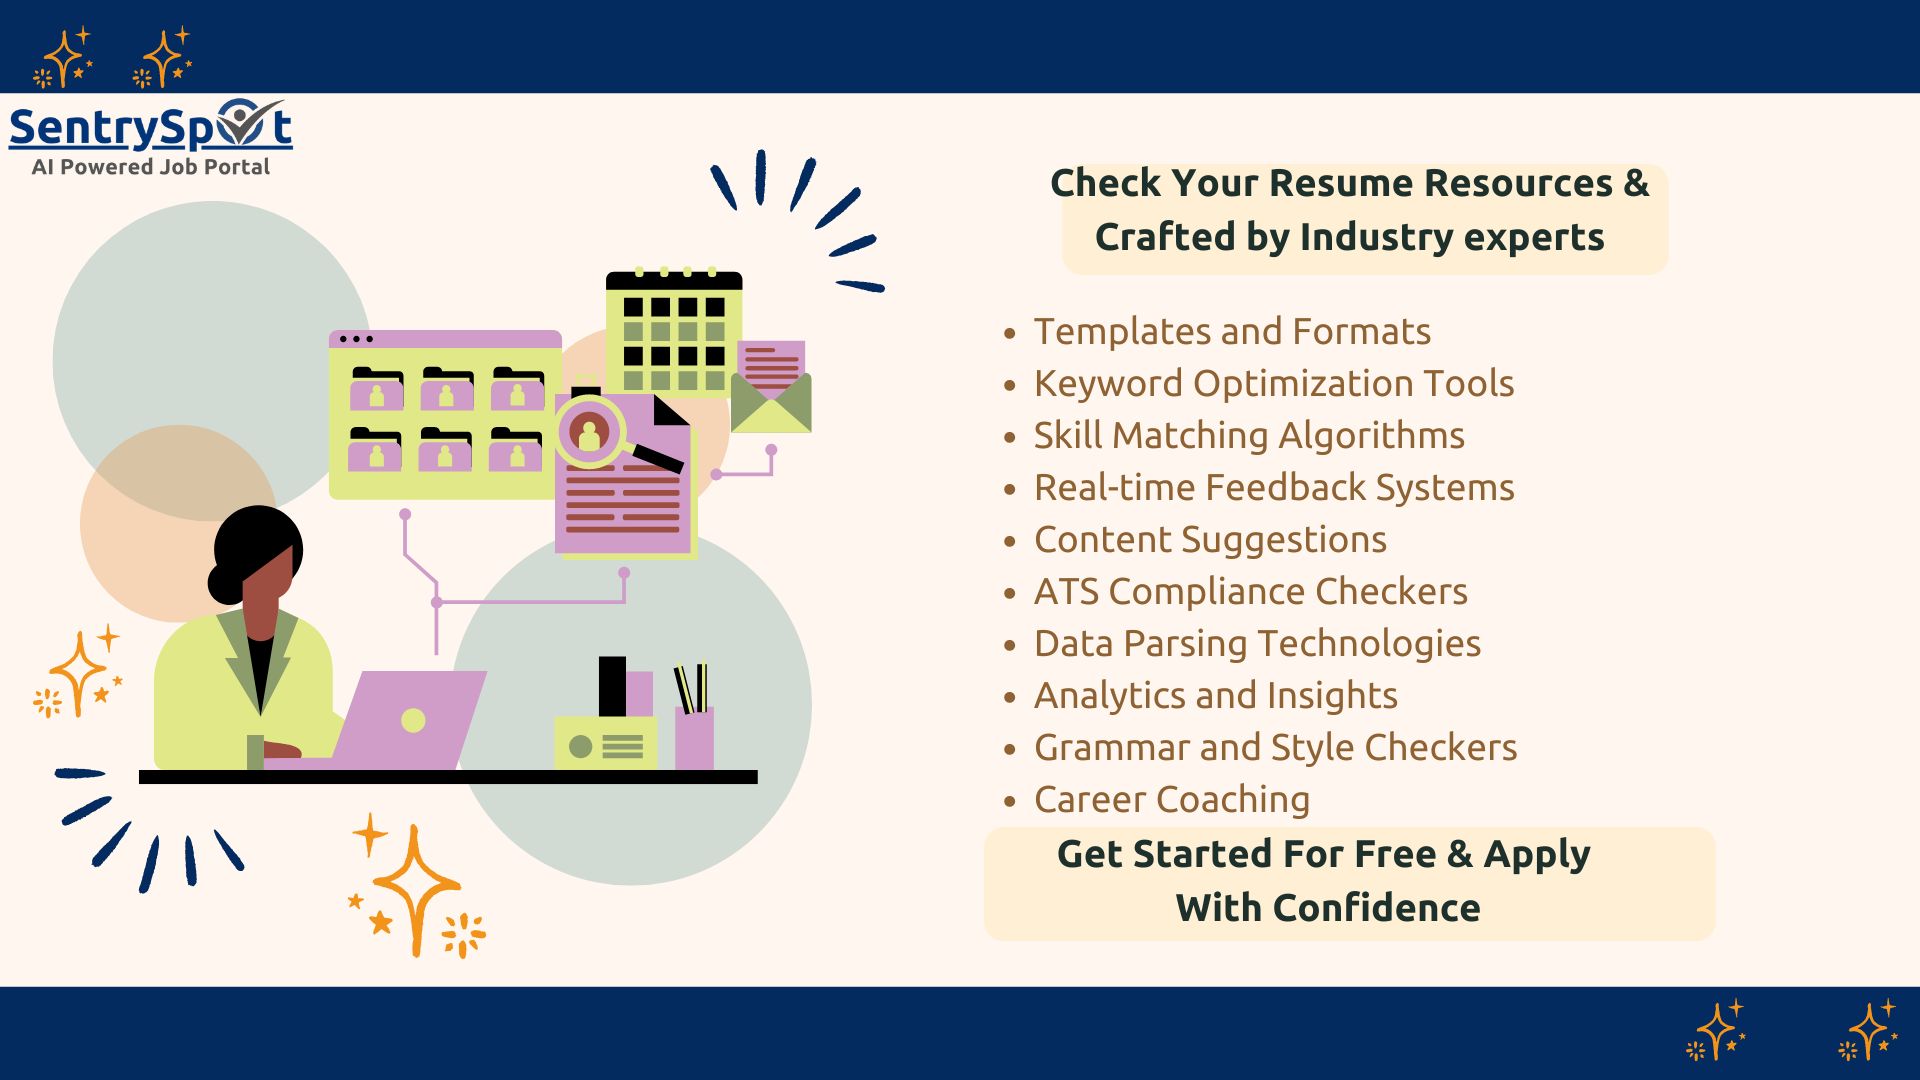 SentrySpot
AI Powered Job Portal
Check Your Resume Resources &
Crafted by Industry experts
• Templates and Formats
• Keyword Optimization Tools
• Skill Matching Algorithms
• Real-time Feedback Systems
• Content Suggestions
• ATS Compliance Checkers
• Data Parsing Technologies
• Analytics and Insights
• Grammar and Style Checkers
• Career Coaching
Get Started For Free & Apply
With Confidence